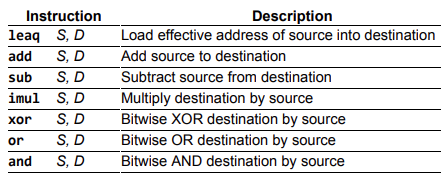 Instruction Description
leaq S, D Load effective address of source into destination
add S, D Add source to destination
sub S, D Subtract source from destination
imul S, D Multiply destination by source
xor S, D Bitwise XOR destination by source
or S, D Bitwise OR destination by source
and S, D Bitwise AND destination by source